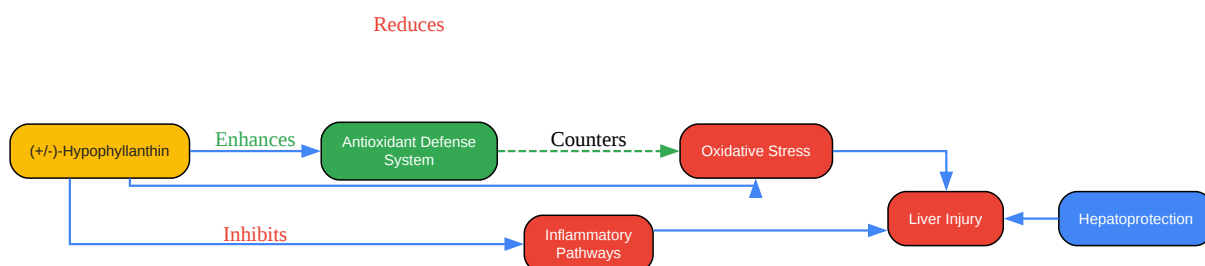 Reduces
(+/-)-Hypophyllanthin
Enhances
Antioxidant Defense
System
Counters
Oxidative Stress
Inhibits
Inflammatory
Pathways
Liver Injury
Hepatoprotection